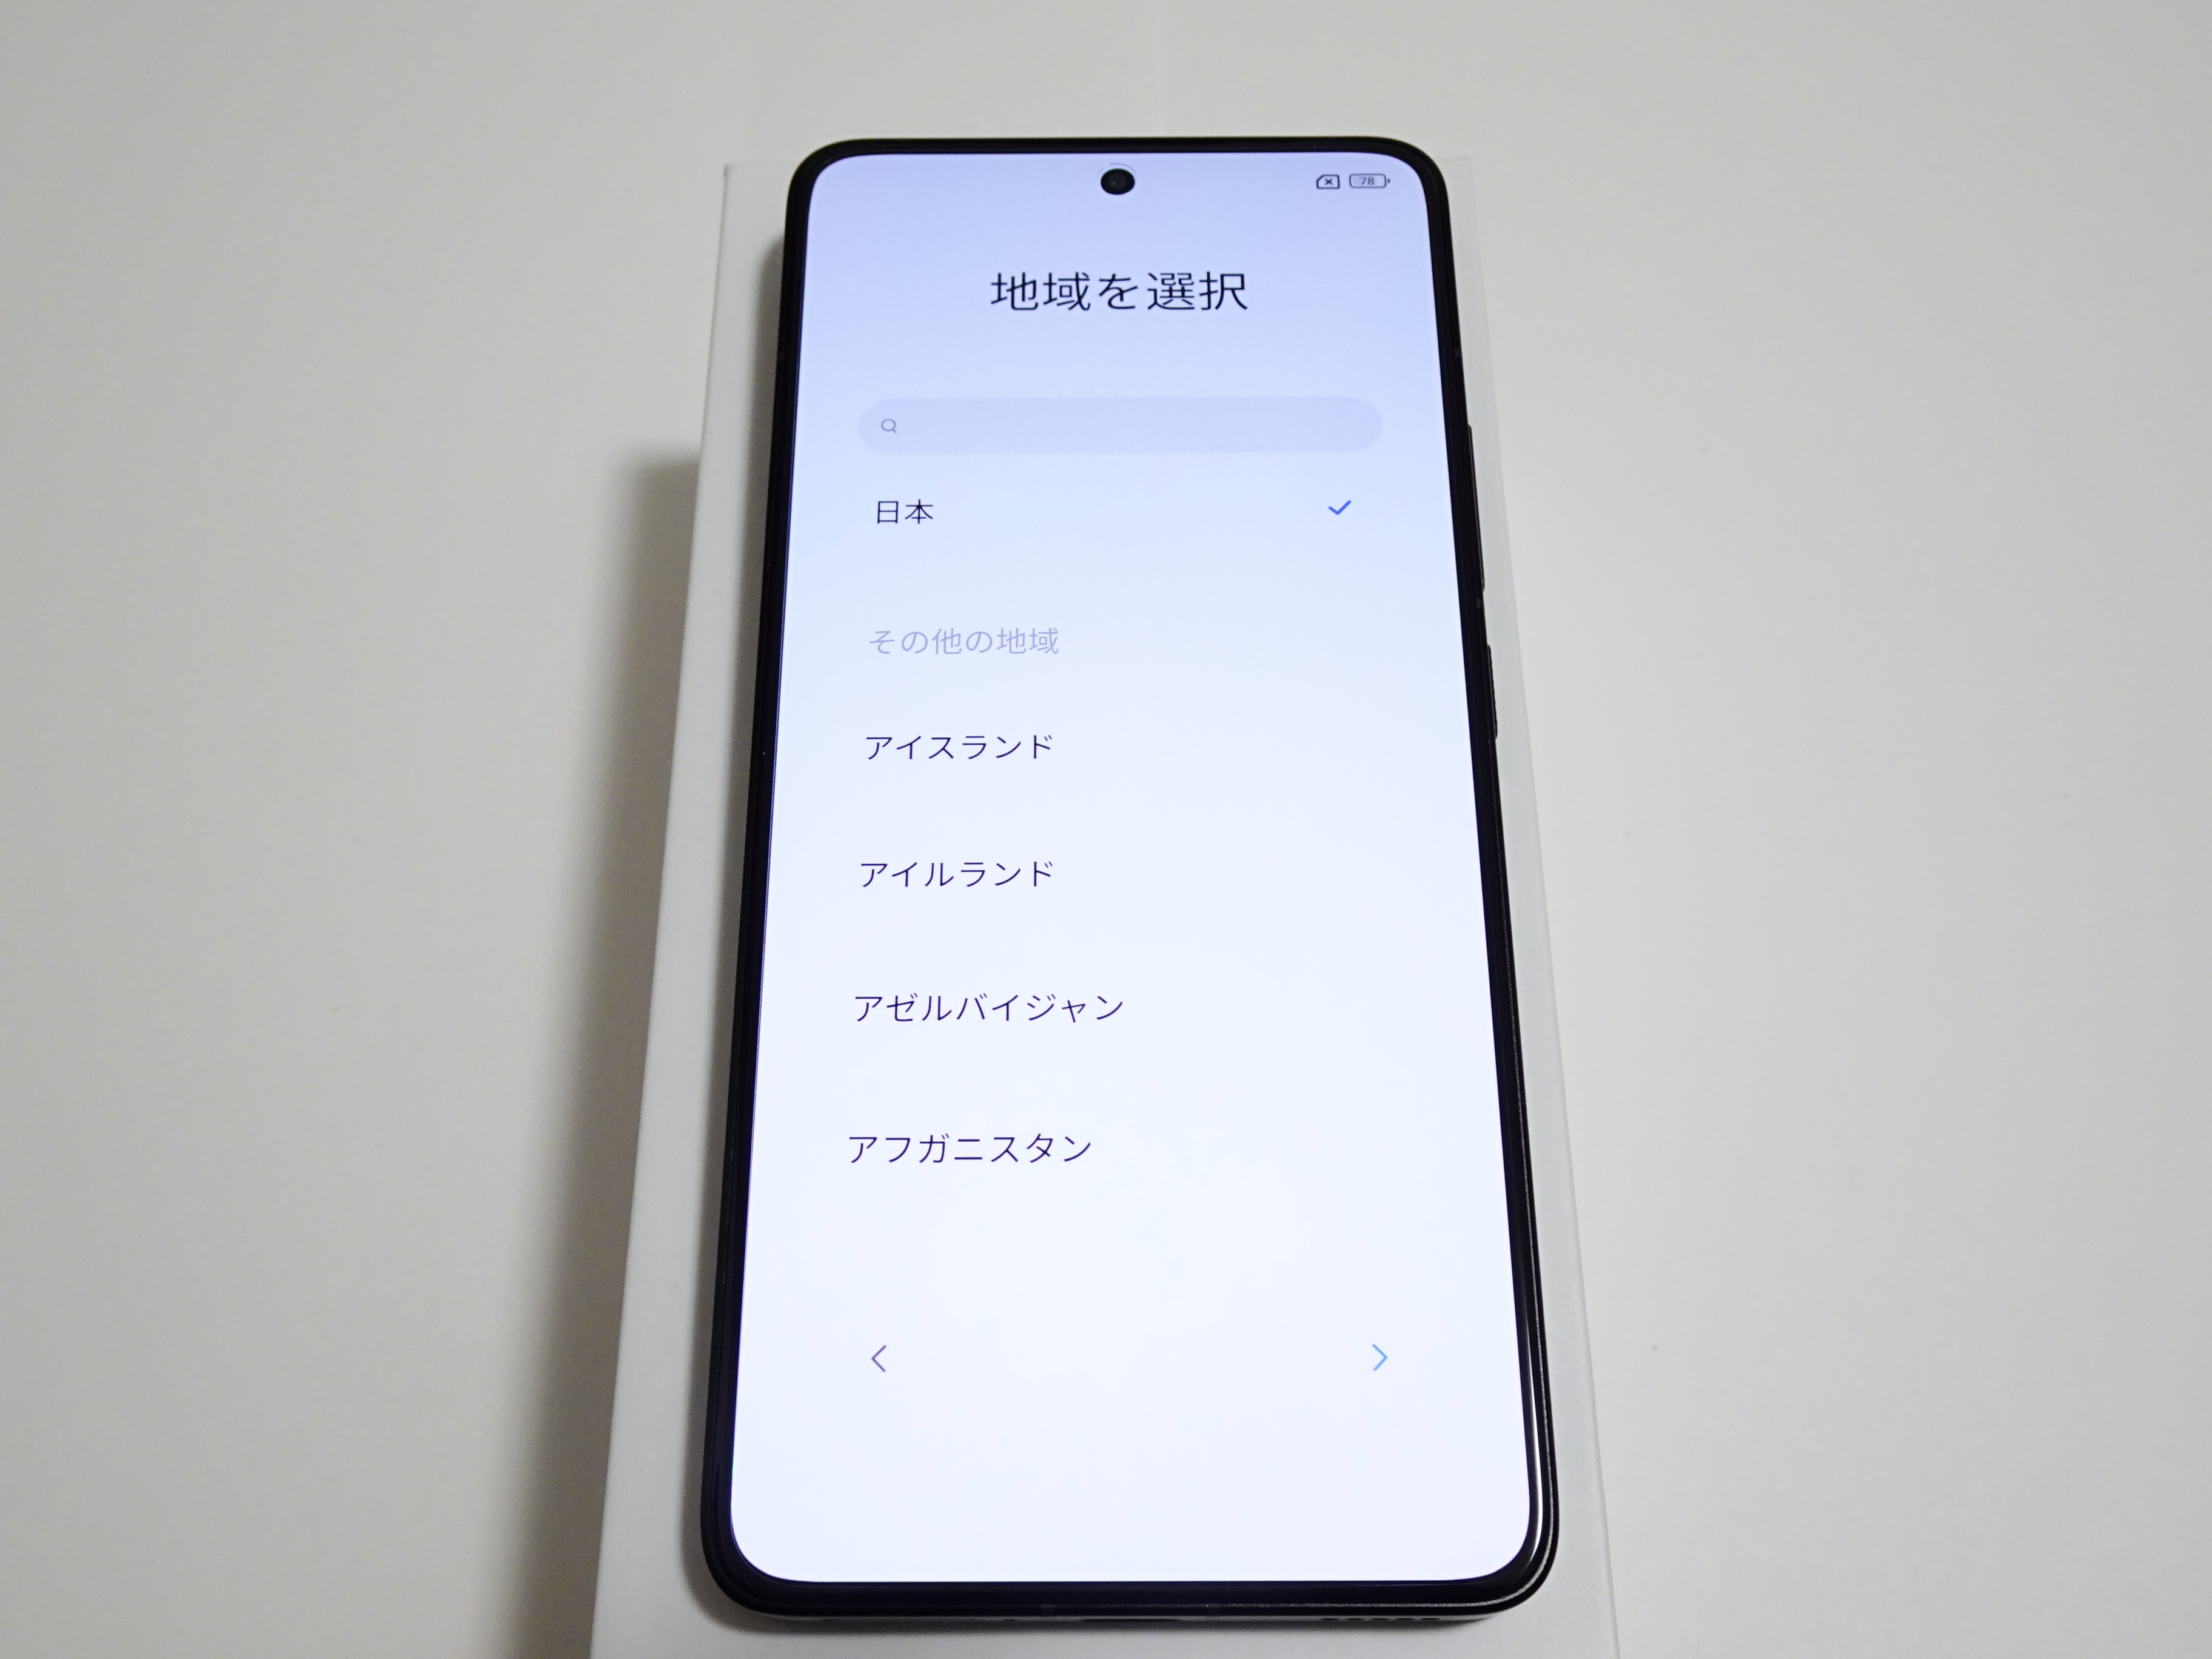 78
地域を選択
日本
その他の地域
アイスランド
アイルランド
アゼルバイジャン
アフガニスタン